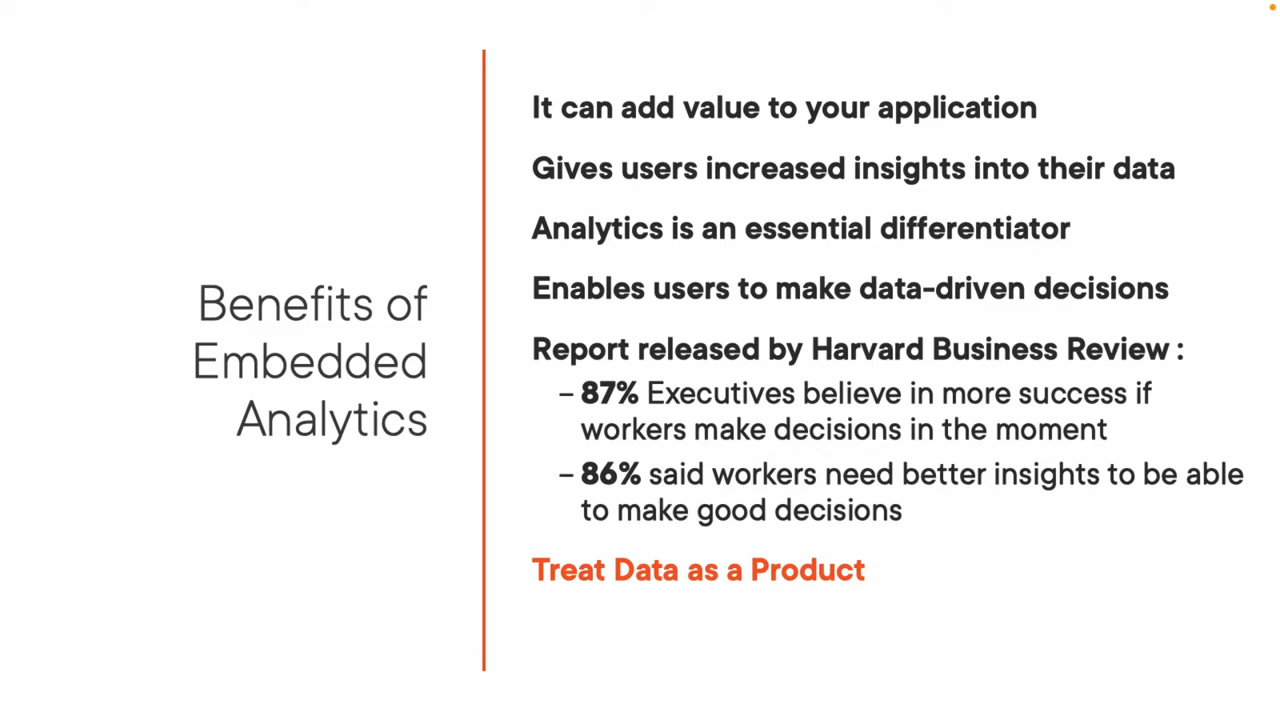 Benefits of
Embedded
Analytics
It can add value to your application
Gives users increased insights into their data
Analytics is an essential differentiator
Enables users to make data-driven decisions
Report released by Harvard Business Review :
– 87% Executives believe in more success if
workers make decisions in the moment
– 86% said workers need better insights to be able
to make good decisions
Treat Data as a Product